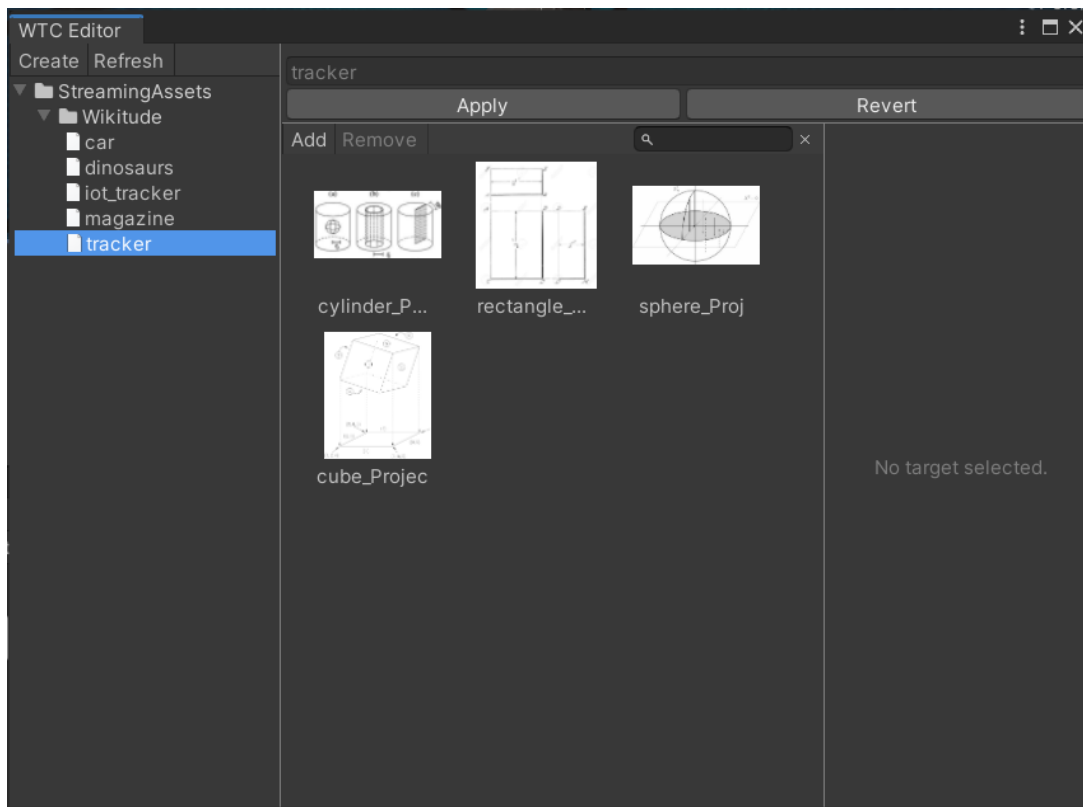 WTC Editor
Create Refresh
StreamingAssets
Wikitude
car
dinosaurs
iot_tracker
magazine
tracker
tracker
Apply Revert
Add Remove
(a) (b) (c)
cylinder_P... rectangle_... sphere_Proj
cube_Projec
No target selected.